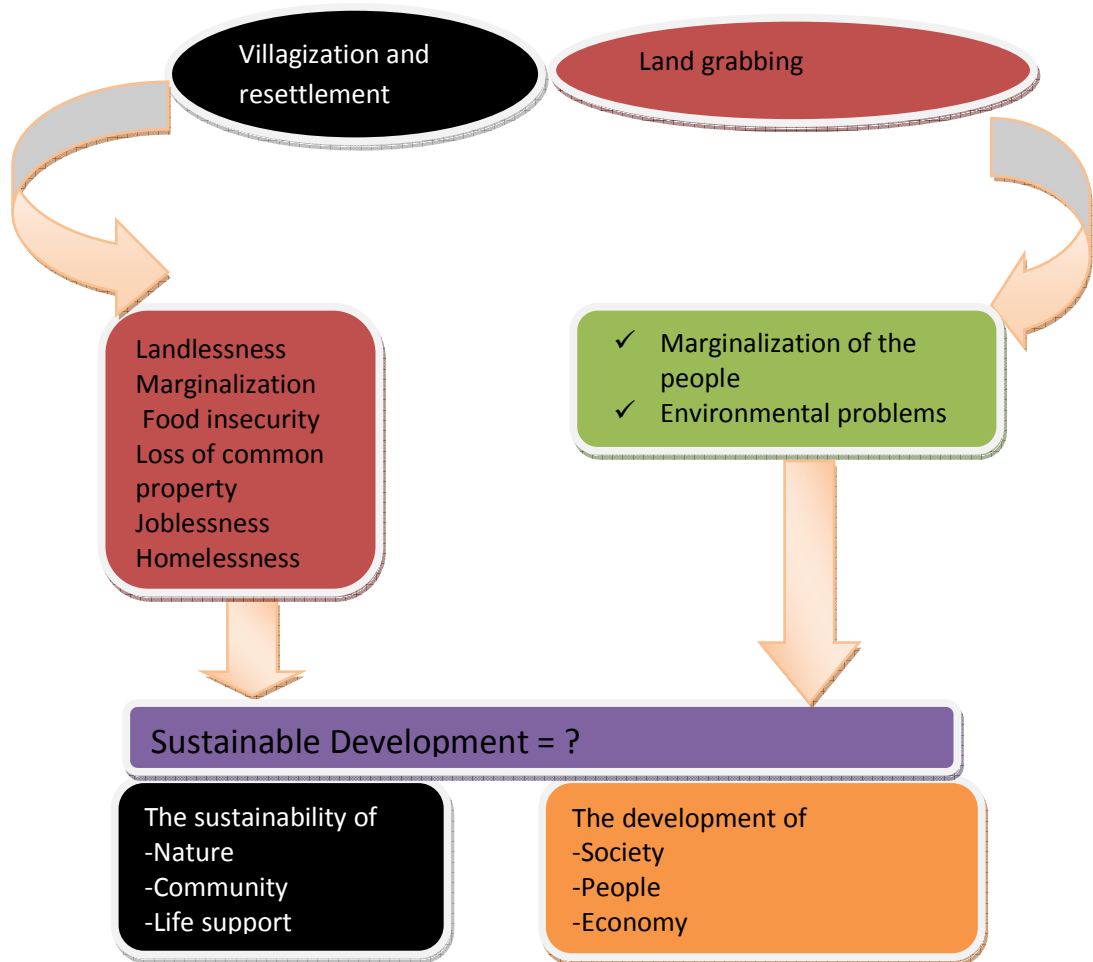 Villagization and
resettlement
Land grabbing
Landlessness
Marginalization
Food insecurity
Loss of common
property
Joblessness
Homelessness
✓ Marginalization of the
people
✓ Environmental problems
Sustainable Development = ?
The sustainability of
-Nature
-Community
-Life support
The development of
-Society
-People
-Economy